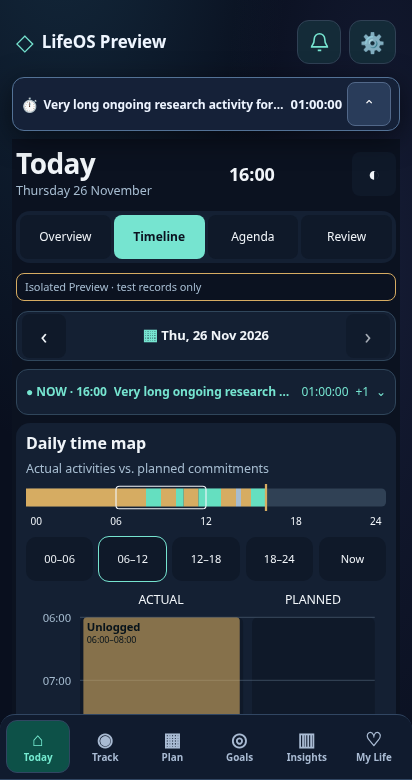 LifeOS Preview
Very long ongoing research activity for... 01:00:00
Today
Thursday 26 November
16:00
Overview Timeline Agenda Review
Isolated Preview · test records only
Thu, 26 Nov 2026
● NOW · 16:00 Very long ongoing research ... 01:00:00 +1
Daily time map
Actual activities vs. planned commitments
00 06 12 18 24
00–06 06–12 12–18 18–24 Now
ACTUAL PLANNED
06:00
Unlogged
06:00–08:00
07:00
Today Track Plan Goals Insights My Life